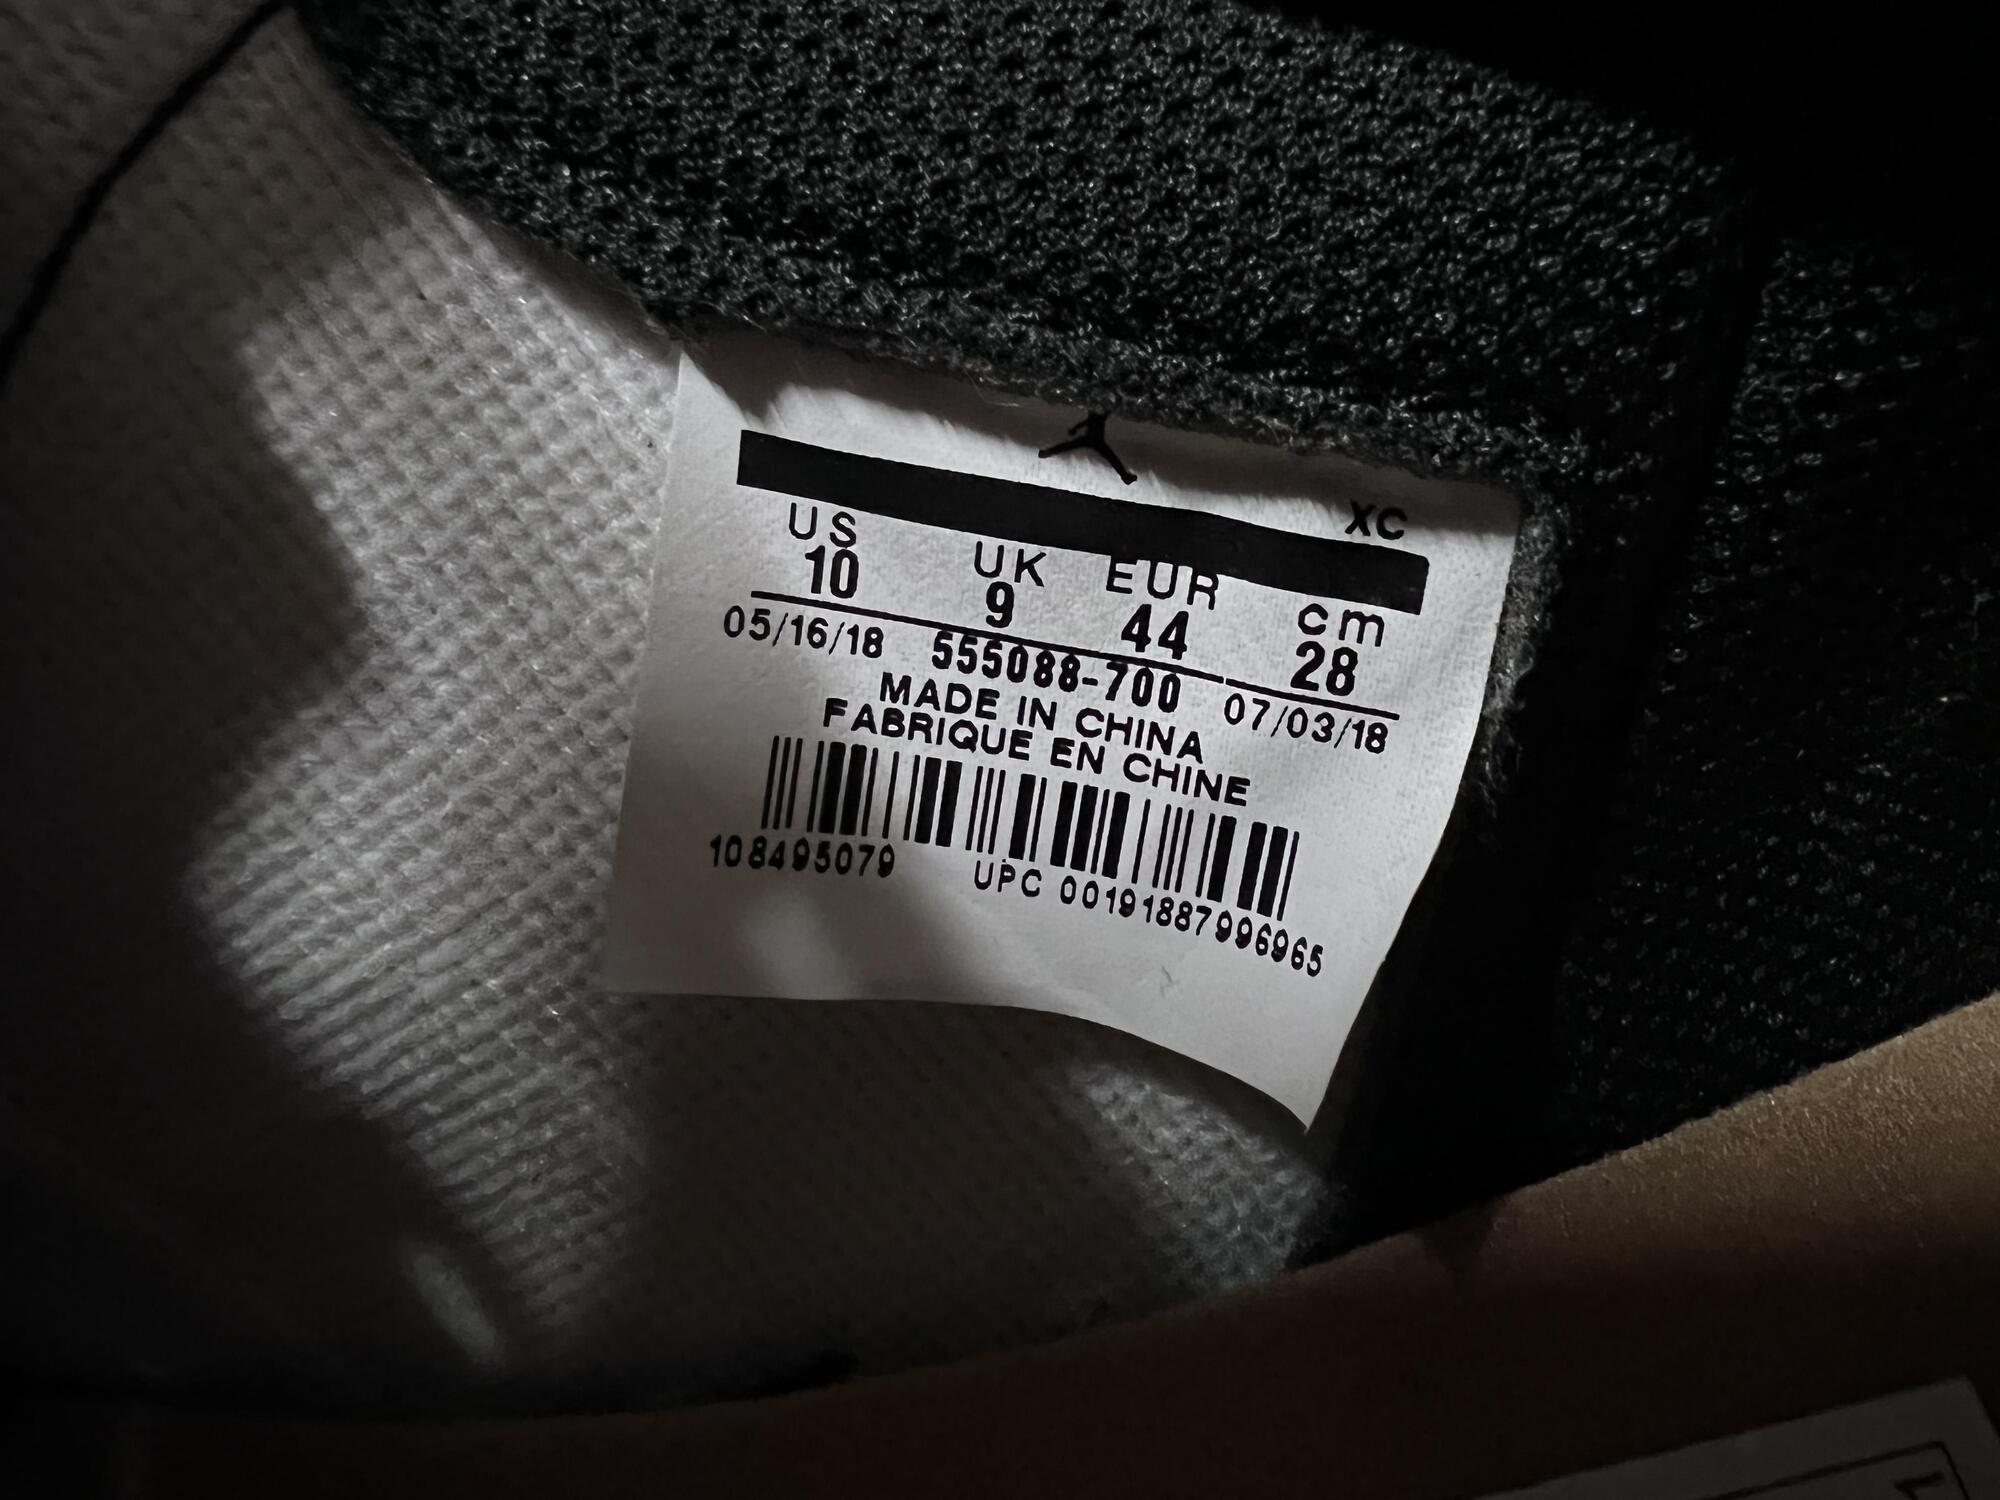 XC
US UK EUR cm
10 9 44 28
05/16/18 555088-700 07/03/18
MADE IN CHINA
FABRIQUE EN CHINE
108495079 UPC 00191887996965